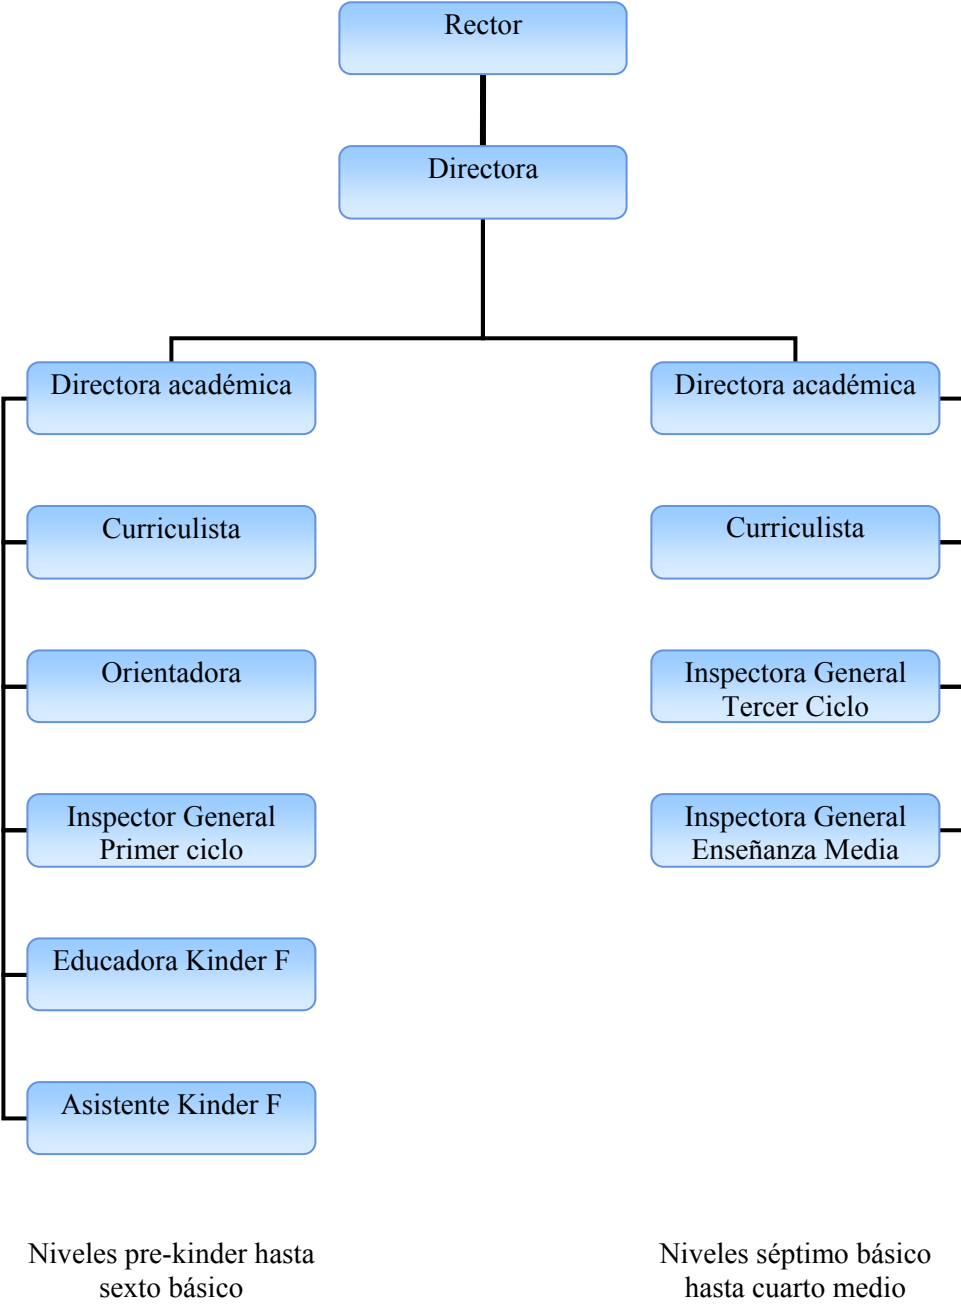 Rector
Directora
Directora académica
Directora académica
Curriculista
Curriculista
Orientadora
Inspectora General
Tercer Ciclo
Inspector General
Primer ciclo
Inspectora General
Enseñanza Media
Educadora Kinder F
Asistente Kinder F
Niveles pre-kinder hasta
sexto básico
Niveles séptimo básico
hasta cuarto medio